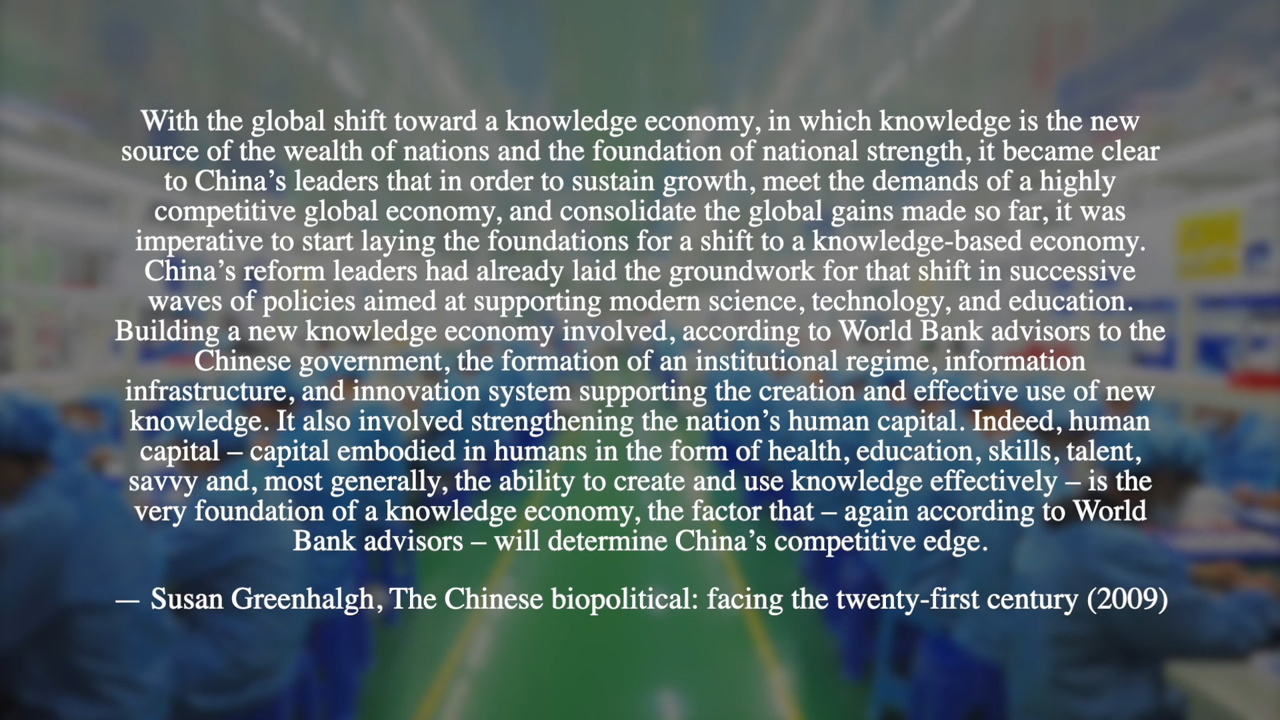 With the global shift toward a knowledge economy, in which knowledge is the new
source of the wealth of nations and the foundation of national strength, it became clear
to China’s leaders that in order to sustain growth, meet the demands of a highly
competitive global economy, and consolidate the global gains made so far, it was
imperative to start laying the foundations for a shift to a knowledge-based economy.
China’s reform leaders had already laid the groundwork for that shift in successive
waves of policies aimed at supporting modern science, technology, and education.
Building a new knowledge economy involved, according to World Bank advisors to the
Chinese government, the formation of an institutional regime, information
infrastructure, and innovation system supporting the creation and effective use of new
knowledge. It also involved strengthening the nation’s human capital. Indeed, human
capital – capital embodied in humans in the form of health, education, skills, talent,
savvy and, most generally, the ability to create and use knowledge effectively – is the
very foundation of a knowledge economy, the factor that – again according to World
Bank advisors – will determine China’s competitive edge.
— Susan Greenhalgh, The Chinese biopolitical: facing the twenty-first century (2009)